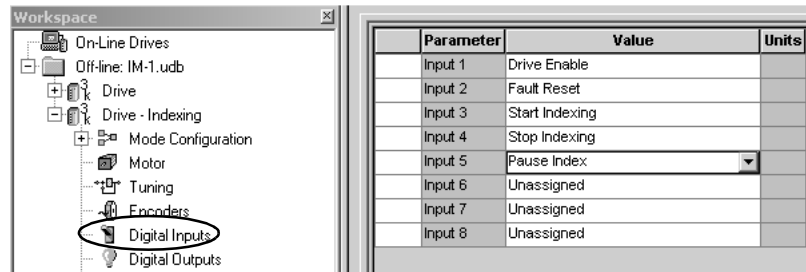 Workspace
On-Line Drives
Off-line: IM-1.udb
Drive
Drive - Indexing
Mode Configuration
Motor
Tuning
Encoders
Digital Inputs
Digital Outputs
Parameter Value Units
Input 1 Drive Enable
Input 2 Fault Reset
Input 3 Start Indexing
Input 4 Stop Indexing
Input 5 Pause Index
Input 6 Unassigned
Input 7 Unassigned
Input 8 Unassigned